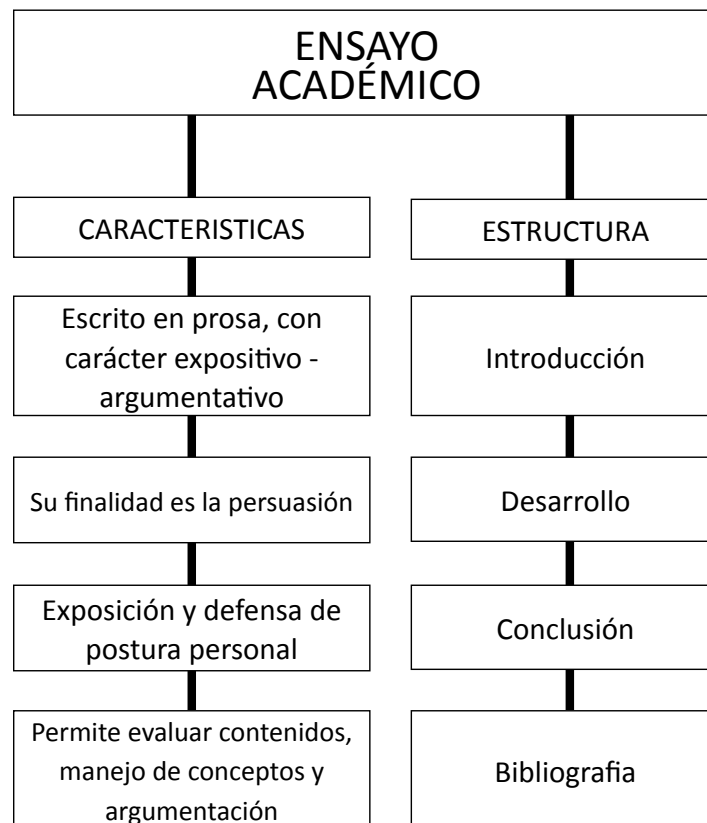 ENSAYO
ACADÉMICO
CARACTERISTICAS
Escrito en prosa, con
carácter expositivo -
argumentativo
Su finalidad es la persuasión
Exposición y defensa de
postura personal
Permite evaluar contenidos,
manejo de conceptos y
argumentación
ESTRUCTURA
Introducción
Desarrollo
Conclusión
Bibliografia